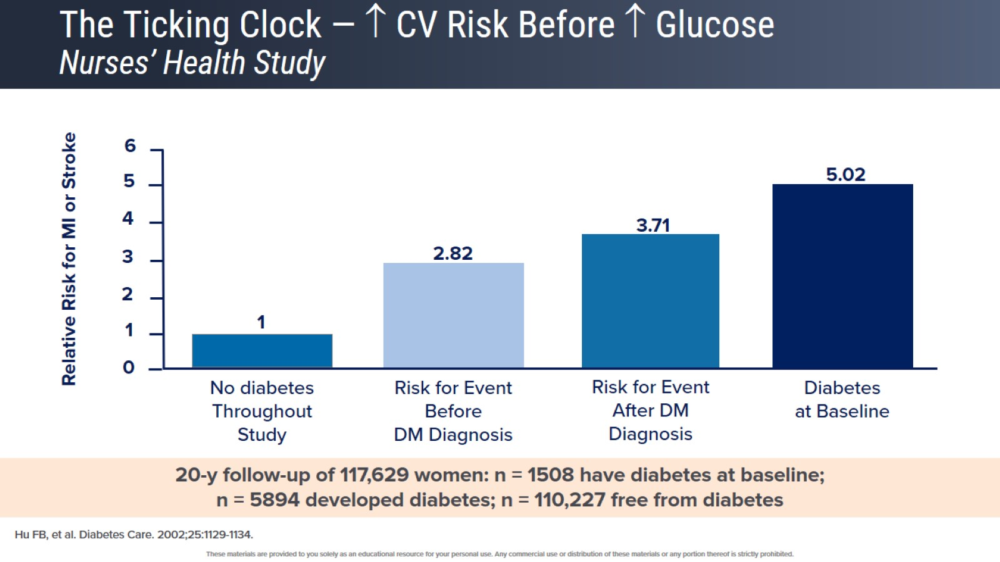 The Ticking Clock – ↑ CV Risk Before ↑ Glucose
Nurses’ Health Study
Relative Risk for MI or Stroke
6
5
4
3
2
1
0
1
2.82
3.71
5.02
No diabetes
Throughout
Study
Risk for Event
Before
DM Diagnosis
Risk for Event
After DM
Diagnosis
Diabetes
at Baseline
20-y follow-up of 117,629 women: n = 1508 have diabetes at baseline;
n = 5894 developed diabetes; n = 110,227 free from diabetes
Hu FB, et al. Diabetes Care. 2002;25:1129-1134.
These materials are provided to you solely as an educational resource for your personal use. Any commercial use or distribution of these materials or any portion thereof is strictly prohibited.